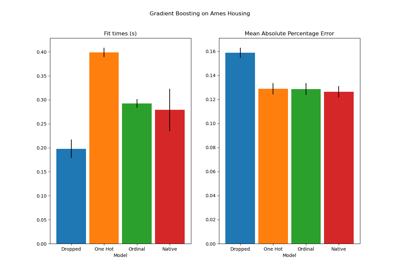 Gradient Boosting on Ames Housing
Fit times (s)
0.40
0.35
0.30
0.25
0.20
0.15
0.10
0.05
0.00
Dropped One Hot Ordinal Native
Model
Mean Absolute Percentage Error
0.16
0.14
0.12
0.10
0.08
0.06
0.04
0.02
0.00
Dropped One Hot Ordinal Native
Model